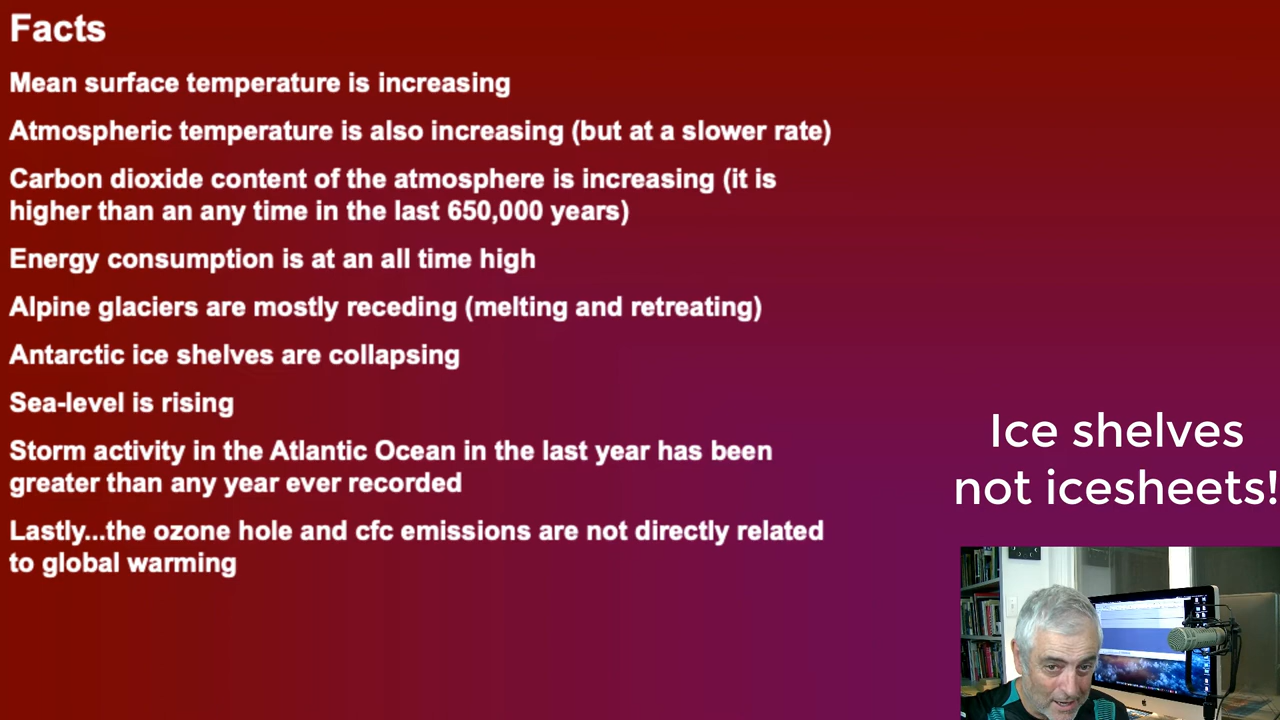 Facts
Mean surface temperature is increasing
Atmospheric temperature is also increasing (but at a slower rate)
Carbon dioxide content of the atmosphere is increasing (it is
higher than an any time in the last 650,000 years)
Energy consumption is at an all time high
Alpine glaciers are mostly receding (melting and retreating)
Antarctic ice shelves are collapsing
Sea-level is rising
Storm activity in the Atlantic Ocean in the last year has been
greater than any year ever recorded
Lastly...the ozone hole and cfc emissions are not directly related
to global warming
Ice shelves
not icesheets!